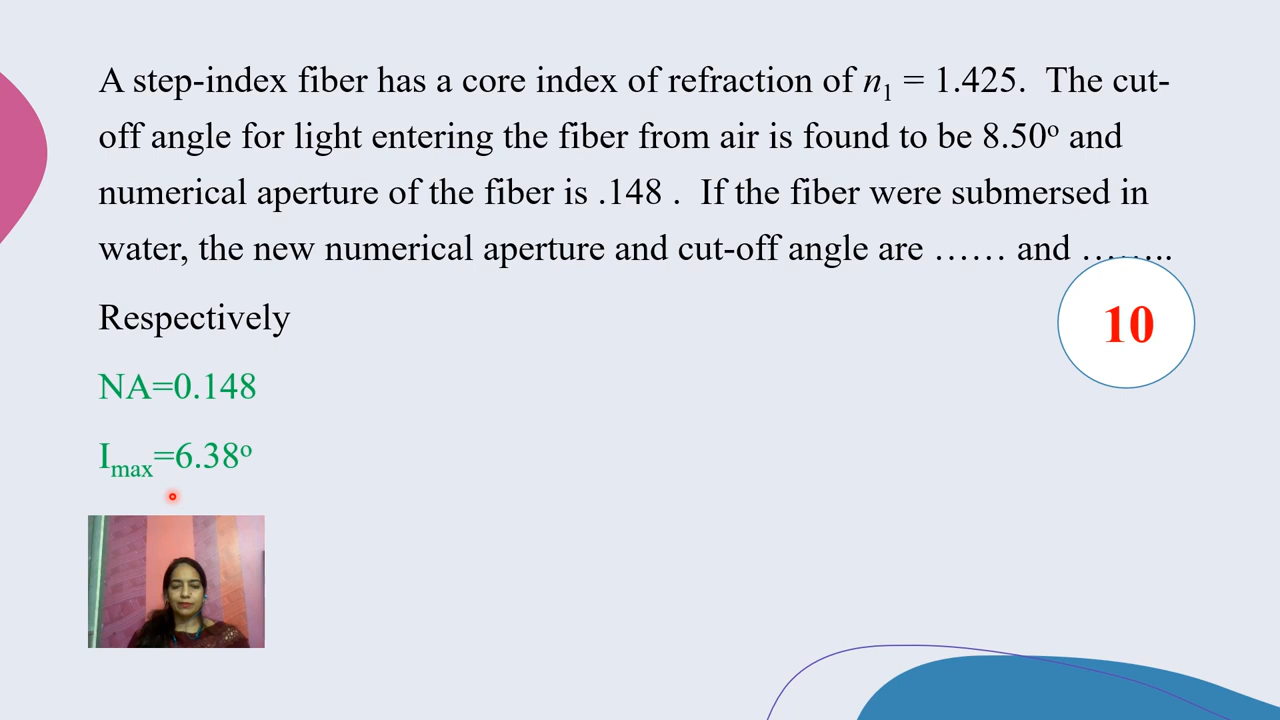 A step-index fiber has a core index of refraction of n₁ = 1.425.  The cut-
off angle for light entering the fiber from air is found to be 8.50ᵒ and
numerical aperture of the fiber is .148 .  If the fiber were submersed in
water, the new numerical aperture and cut-off angle are …… and ……..
Respectively
10
NA=0.148
Iₘₐₓ=6.38ᵒ